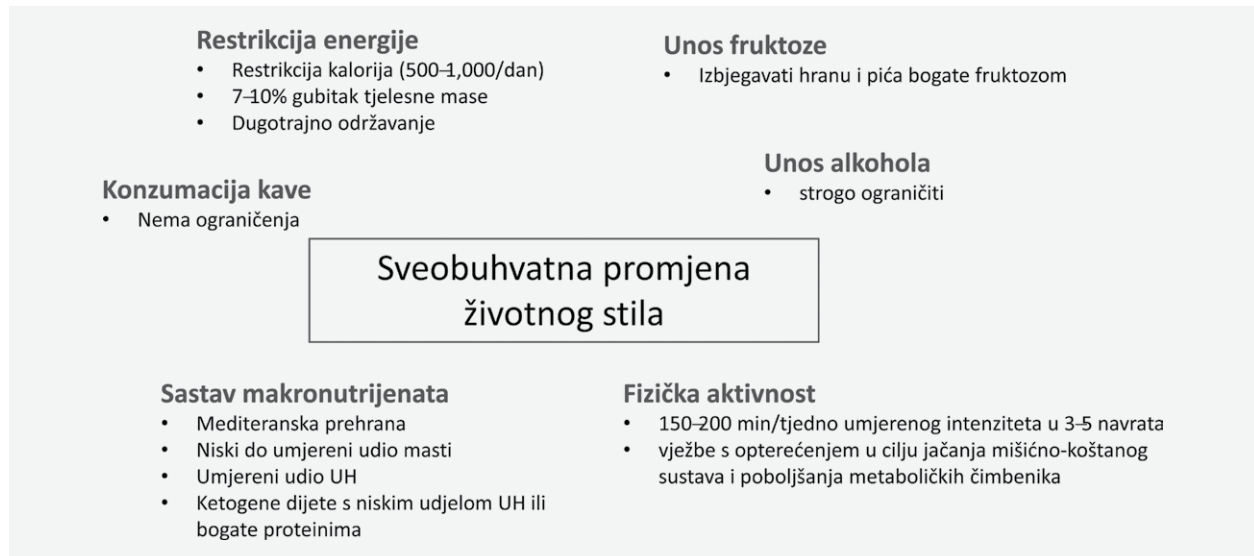 Restrikcija energije
• Restrikcija kalorija (500–1,000/dan)
• 7–10% gubitak tjelesne mase
• Dugotrajno održavanje
Unos fruktoze
• Izbjegavati hranu i pića bogate fruktozom
Unos alkohola
• strogo ograničiti
Konzumacija kave
• Nema ograničenja
Sveobuhvatna promjena
životnog stila
Sastav makronutrijenata
• Mediteranska prehrana
• Niski do umjereni udio masti
• Umjereni udio UH
• Ketogene dijete s niskim udjelom UH ili
bogate proteinima
Fizička aktivnost
• 150–200 min/tjedno umjerenog intenziteta u 3–5 navrata
• vježbe s opterećenjem u cilju jačanja mišićno-koštanog
sustava i poboljšanja metaboličkih čimbenika